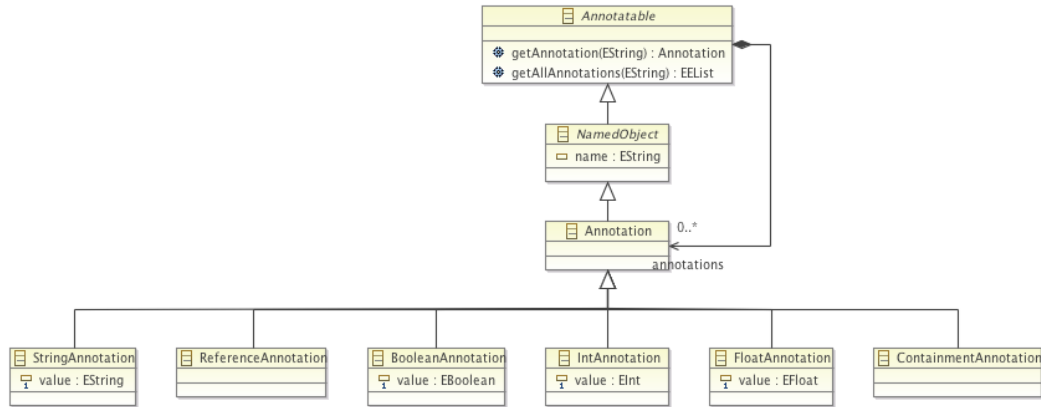 Annotatable
getAnnotation(EString) : Annotation
getAllAnnotations(EString) : EEList
NamedObject
name : EString
Annotation
0..*
annotations
StringAnnotation
value : EString
ReferenceAnnotation
BooleanAnnotation
value : EBoolean
IntAnnotation
value : EInt
FloatAnnotation
value : EFloat
ContainmentAnnotation